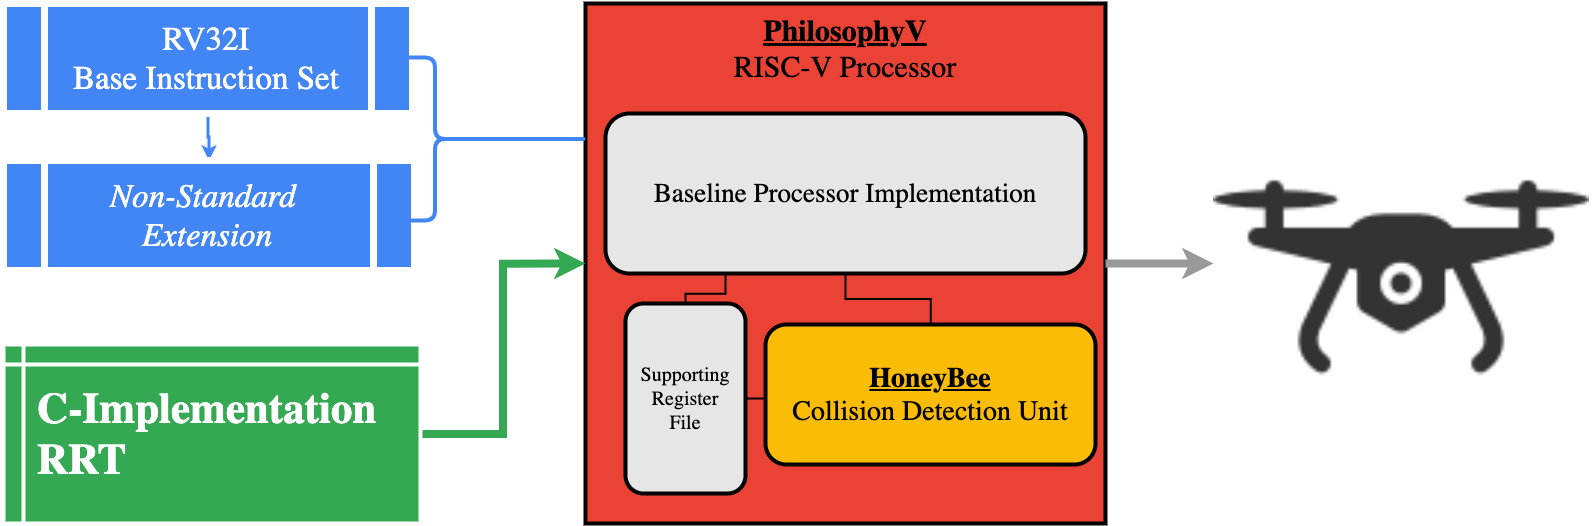 RV32I
Base Instruction Set
Non-Standard
Extension
C-Implementation
RRT
PhilosophyV
RISC-V Processor
Baseline Processor Implementation
Supporting
Register
File
HoneyBee
Collision Detection Unit